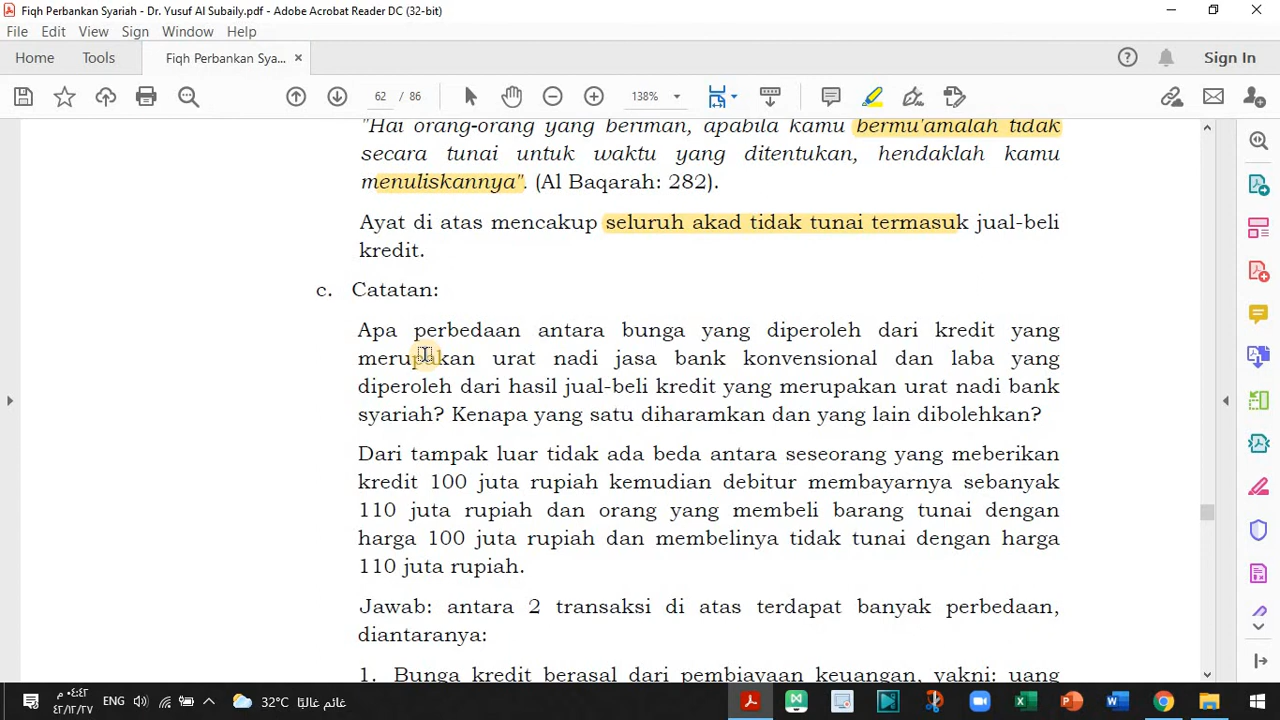 Fiqh Perbankan Syariah - Dr. Yusuf Al Subaily.pdf - Adobe Acrobat Reader DC (32-bit)
File Edit View Sign Window Help
Home Tools Fiqh Perbankan Sya... × Sign In
62 / 86 138%
"Hai orang-orang yang beriman, apabila kamu bermu'amalah tidak
secara tunai untuk waktu yang ditentukan, hendaklah kamu
menuliskannya". (Al Baqarah: 282).
Ayat di atas mencakup seluruh akad tidak tunai termasuk jual-beli
kredit.
c. Catatan:
Apa perbedaan antara bunga yang diperoleh dari kredit yang
merupakan urat nadi jasa bank konvensional dan laba yang
diperoleh dari hasil jual-beli kredit yang merupakan urat nadi bank
syariah? Kenapa yng satu diharamkan dan yang lain dibolehkan?
Dari tampak luar tidak ada beda antara seseorang yang meberikan
kredit 100 juta rupiah kemudian debitur membayarnya sebanyak
110 juta rupiah dan orang yang membeli barang tunai dengan
harga 100 juta rupiah dan membelinya tidak tunai dengan harga
110 juta rupiah.
Jawab: antara 2 transaksi di atas terdapat banyak perbedaan,
diantaranya:
1. Bunga kredit berasal dari pembiayaan keuangan, yakni: uang
ENG 32°C غائم غالبًا